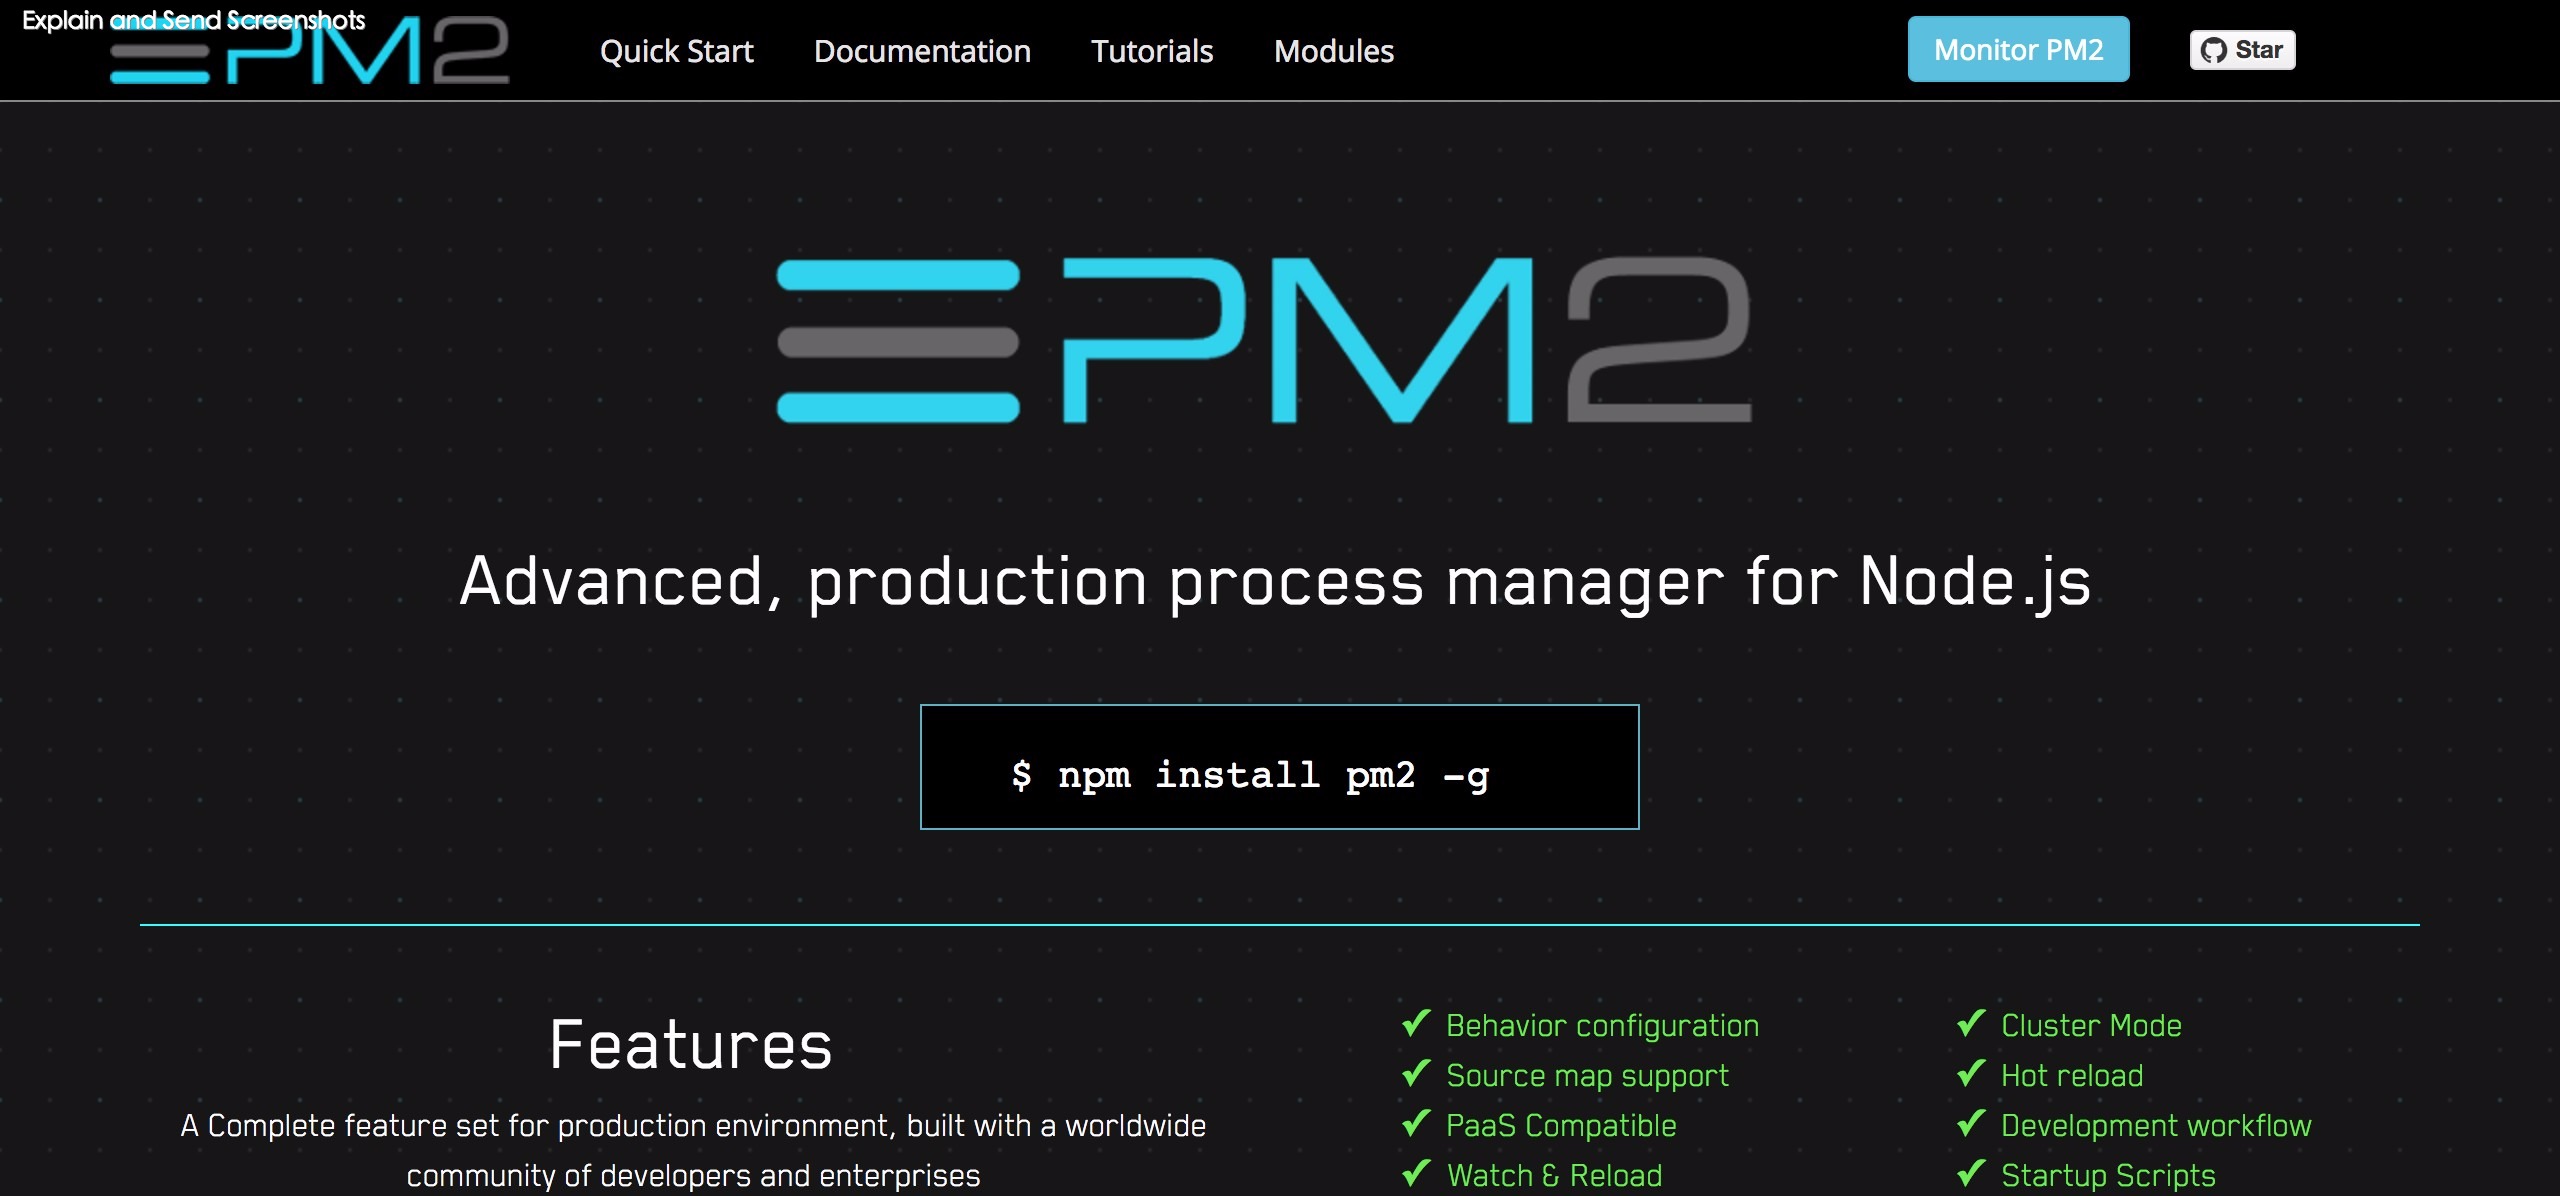 Explain and Send Screenshots
PM2
Quick Start
Documentation
Tutorials
Modules
Monitor PM2
Star
PM2
Advanced, production process manager for Node.js
$ npm install pm2 -g
Features
A Complete feature set for production environment, built with a worldwide
community of developers and enterprises
✔ Behavior configuration
✔ Source map support
✔ PaaS Compatible
✔ Watch & Reload
✔ Cluster Mode
✔ Hot reload
✔ Development workflow
✔ Startup Scripts